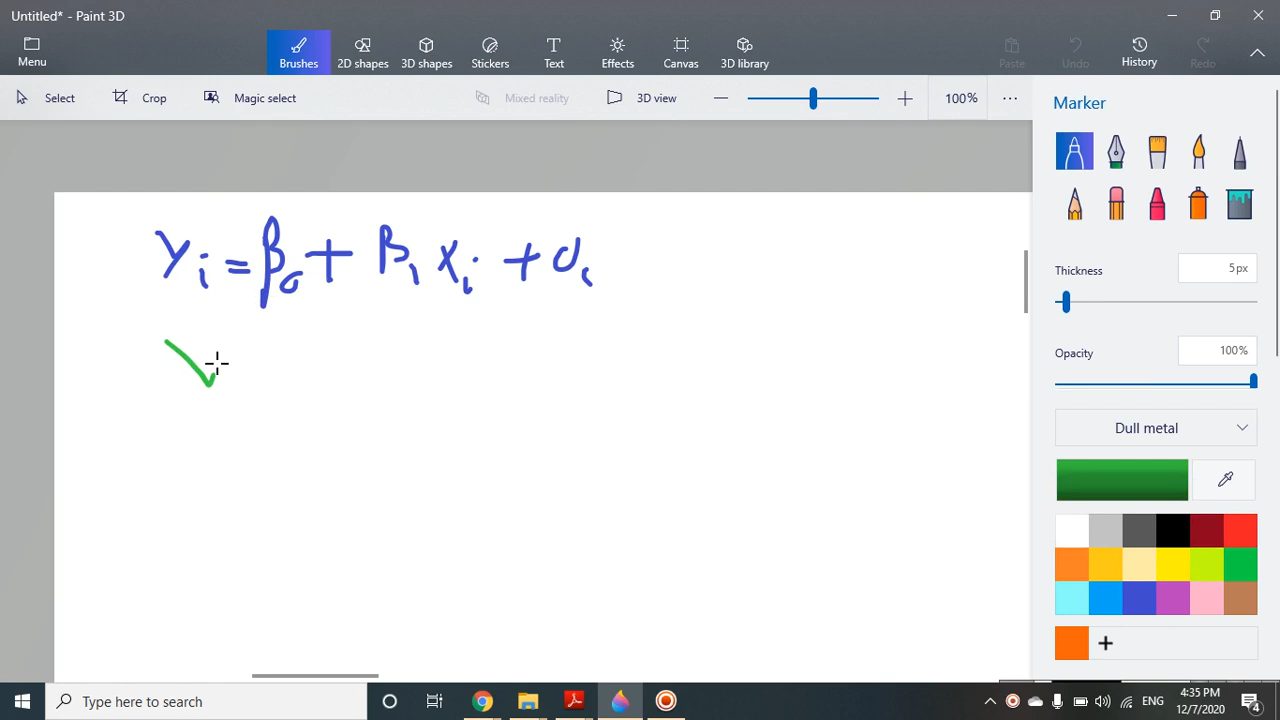 Untitled* - Paint 3D
Menu
Brushes
2D shapes
3D shapes
Stickers
Text
Effects
Canvas
3D library
Paste
Undo
History
Redo
Select
Crop
Magic select
Mixed reality
3D view
100%
Marker
Thickness
5px
Opacity
100%
Dull metal
Yi = β0 + β1 Xi + Ui
Type here to search
ENG
4:35 PM
12/7/2020
4